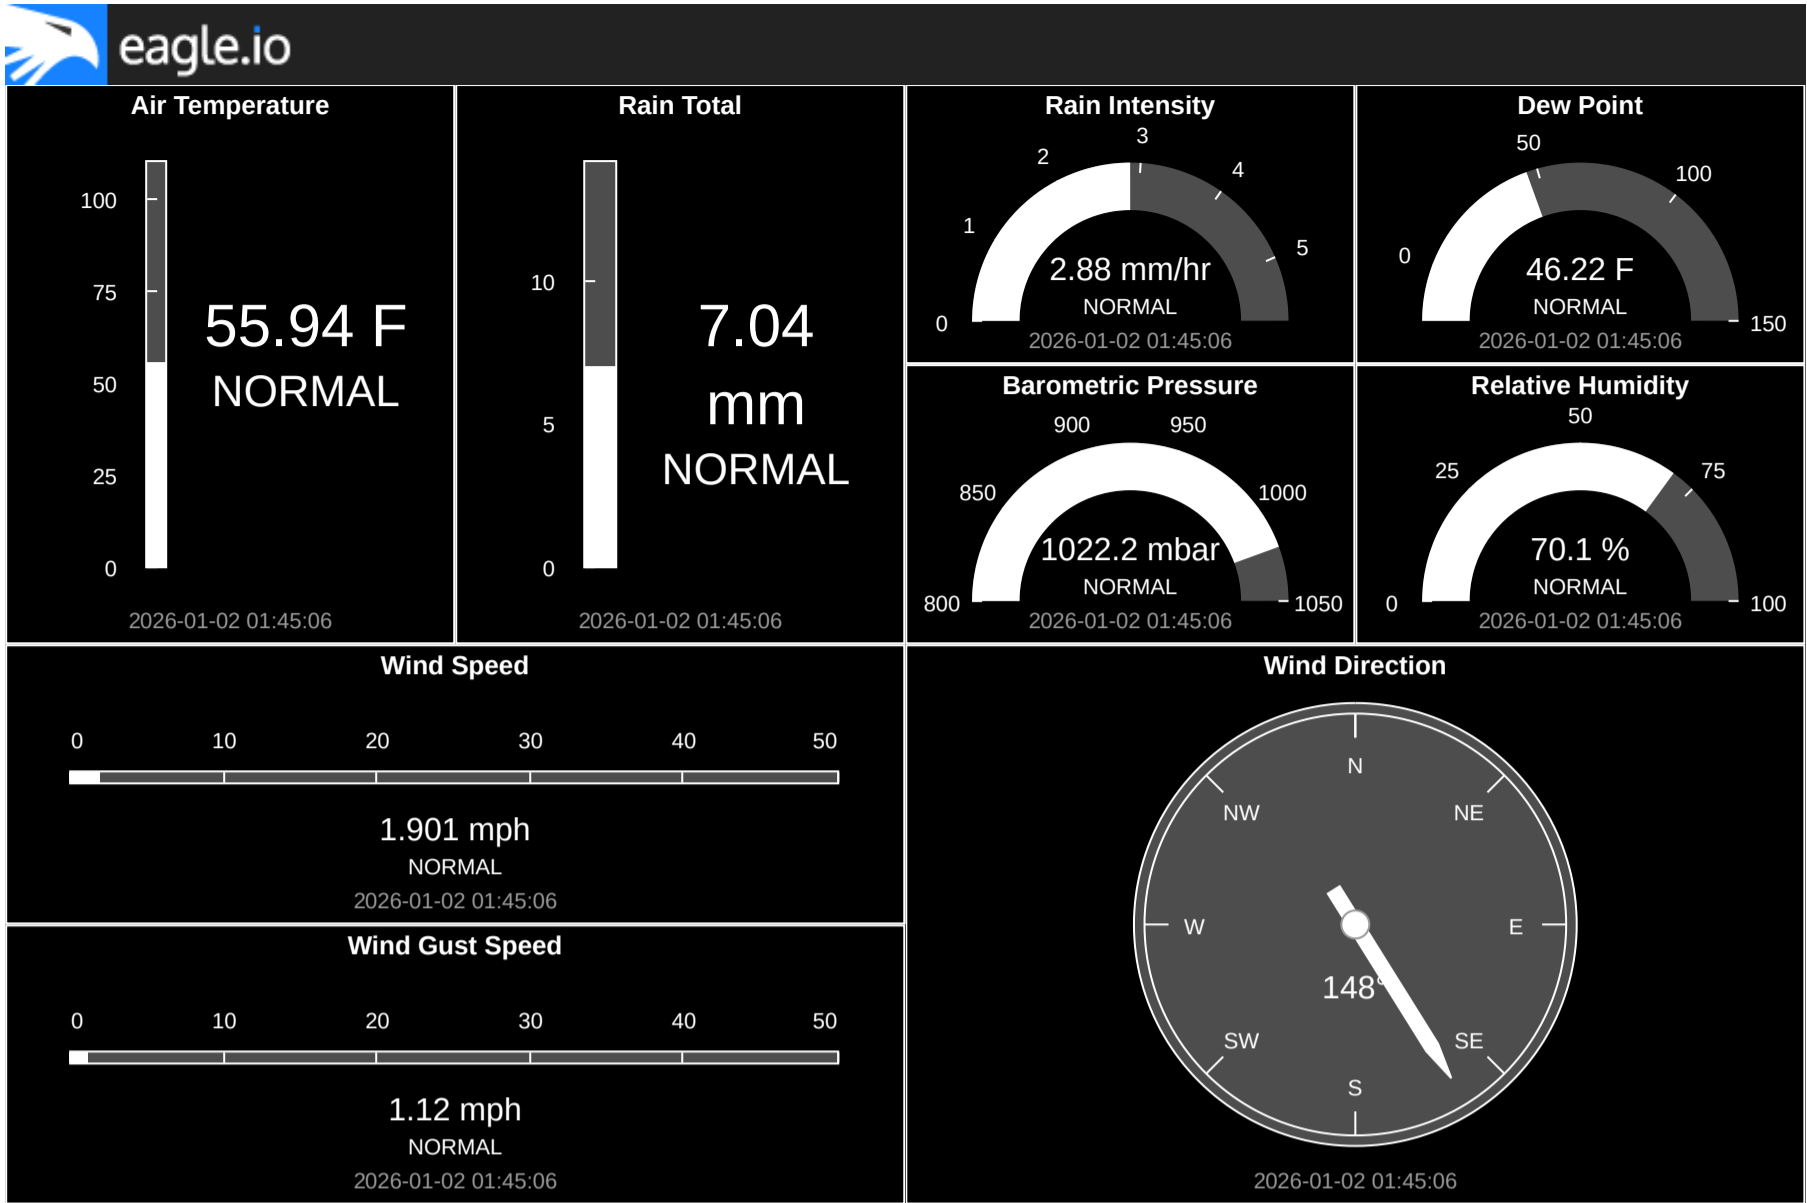 eagle.io
Air Temperature
100
75
50
25
0
55.94 F
NORMAL
2026-01-02 01:45:06
Rain Total
10
5
0
7.04
mm
NORMAL
2026-01-02 01:45:06
Rain Intensity
0
1
2
3
4
5
2.88 mm/hr
NORMAL
2026-01-02 01:45:06
Dew Point
0
50
100
150
46.22 F
NORMAL
2026-01-02 01:45:06
Barometric Pressure
800
850
900
950
1000
1050
1022.2 mbar
NORMAL
2026-01-02 01:45:06
Relative Humidity
0
25
50
75
100
70.1 %
NORMAL
2026-01-02 01:45:06
Wind Speed
0 10 20 30 40 50
1.901 mph
NORMAL
2026-01-02 01:45:06
Wind Gust Speed
0 10 20 30 40 50
1.12 mph
NORMAL
2026-01-02 01:45:06
Wind Direction
N
NW NE
W E
148°
SW SE
S
2026-01-02 01:45:06